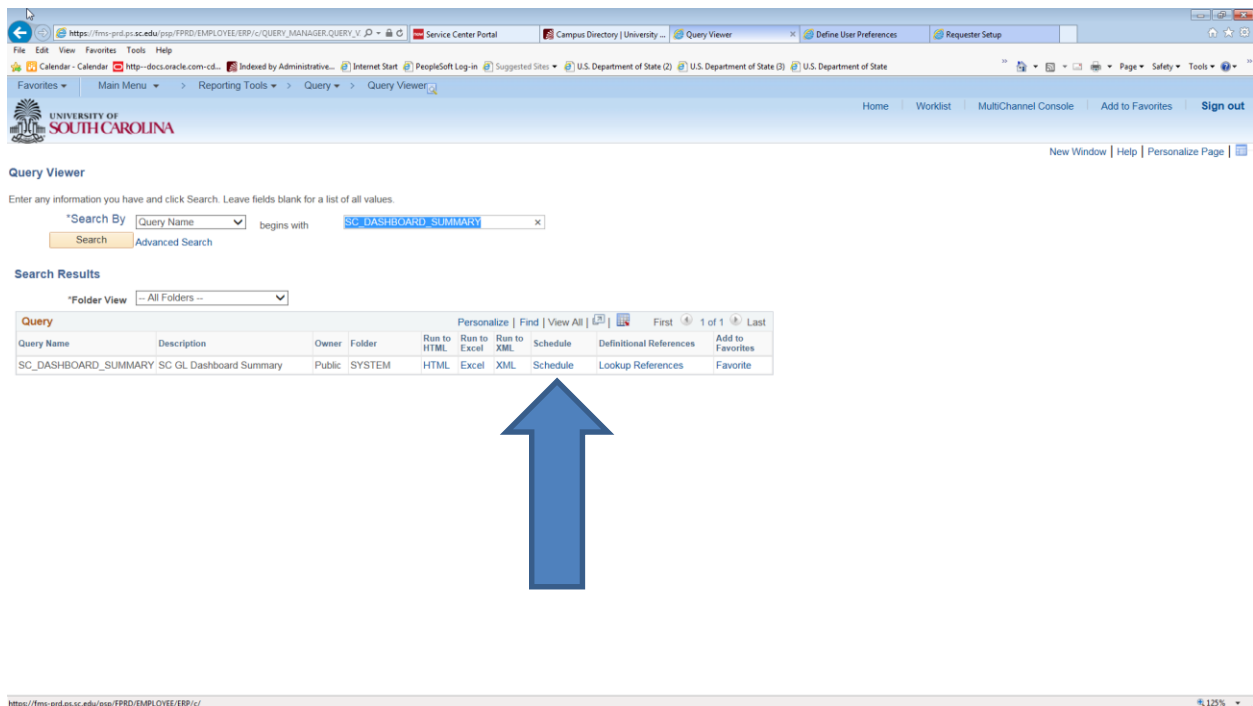 https://fms-prd.ps.sc.edu/psp/FPRD/EMPLOYEE/ERP/c/QUERY_MANAGER.QUERY_V
Service Center Portal
Campus Directory | University ...
Query Viewer
Define User Preferences
Requester Setup
File Edit View Favorites Tools Help
Calendar - Calendar http--docs.oracle.com-cd... Indexed by Administrative... Internet Start PeopleSoft Log-in Suggested Sites U.S. Department of State (2) U.S. Department of State (3) U.S. Department of State » Page Safety Tools »
Favorites Main Menu > Reporting Tools > Query > Query Viewer
UNIVERSITY OF
SOUTH CAROLINA
Home Worklist MultiChannel Console Add to Favorites Sign out
New Window | Help | Personalize Page |
Query Viewer
Enter any information you have and click Search. Leave fields blank for a list of all values.
*Search By Query Name begins with SC_DASHBOARD_SUMMARY ×
Search Advanced Search
Search Results
*Folder View -- All Folders --
Query Personalize | Find | View All | | First 1 of 1 Last
Query Name Description Owner Folder Run to HTML Run to Excel Run to XML Schedule Definitional References Add to Favorites
SC_DASHBOARD_SUMMARY SC GL Dashboard Summary Public SYSTEM HTML Excel XML Schedule Lookup References Favorite
https://fms-prd.ps.sc.edu/psp/FPRD/EMPLOYEE/ERP/c/
125%